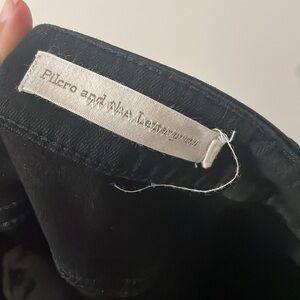 Pilcro and the Letterpress